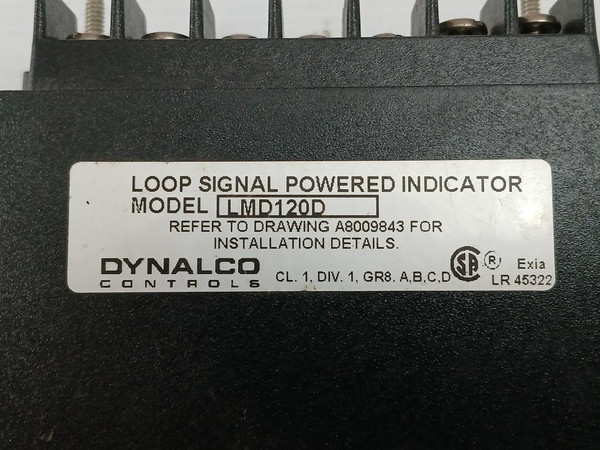 LOOP SIGNAL POWERED INDICATOR
MODEL LMD120D
REFER TO DRAWING A8009843 FOR
INSTALLATION DETAILS.
DYNALCO
CONTROLS
CL. 1, DIV. 1, GR8. A,B,C,D
SA ® Exia
LR 45322